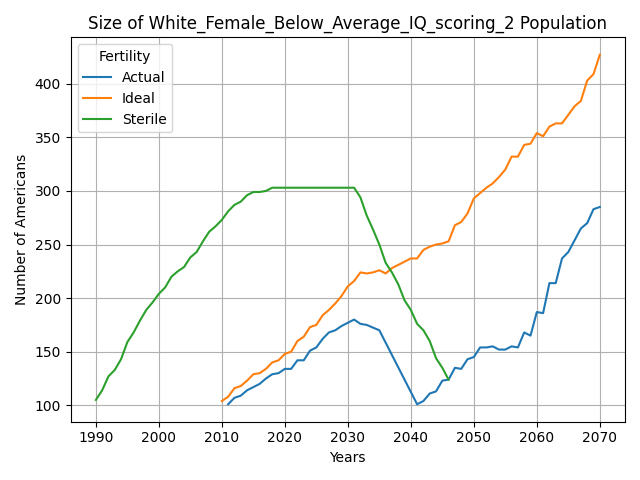 Size of White_Female_Below_Average_IQ_scoring_2 Population
Fertility
Actual
Ideal
Sterile
Number of Americans
400
350
300
250
200
150
100
1990 2000 2010 2020 2030 2040 2050 2060 2070
Years